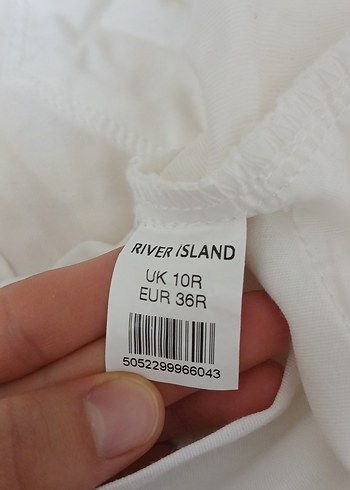 RIVER ISLAND
UK 10R
EUR 36R
5052299966043